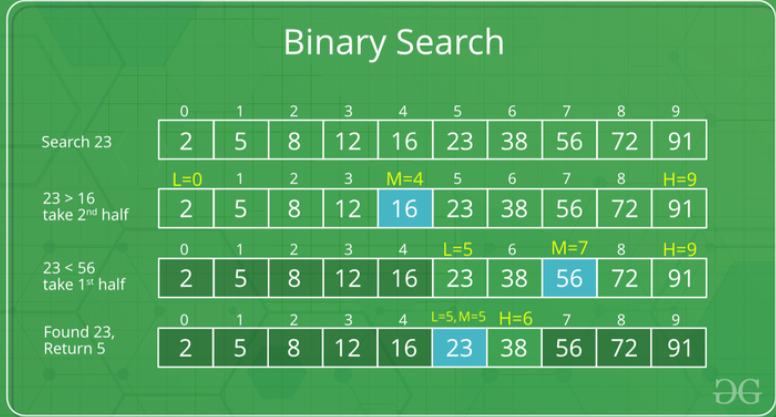 Binary Search
0 1 2 3 4 5 6 7 8 9
Search 23 2 5 8 12 16 23 38 56 72 91
L=0 1 2 3 M=4 5 6 7 8 H=9
23 > 16
take 2nd half 2 5 8 12 16 23 38 56 72 91
0 1 2 3 4 L=5 6 M=7 8 H=9
23 < 56
take 1st half 2 5 8 12 16 23 38 56 72 91
0 1 2 3 4 L=5, M=5 H=6 7 8 9
Found 23,
Return 5 2 5 8 12 16 23 38 56 72 91